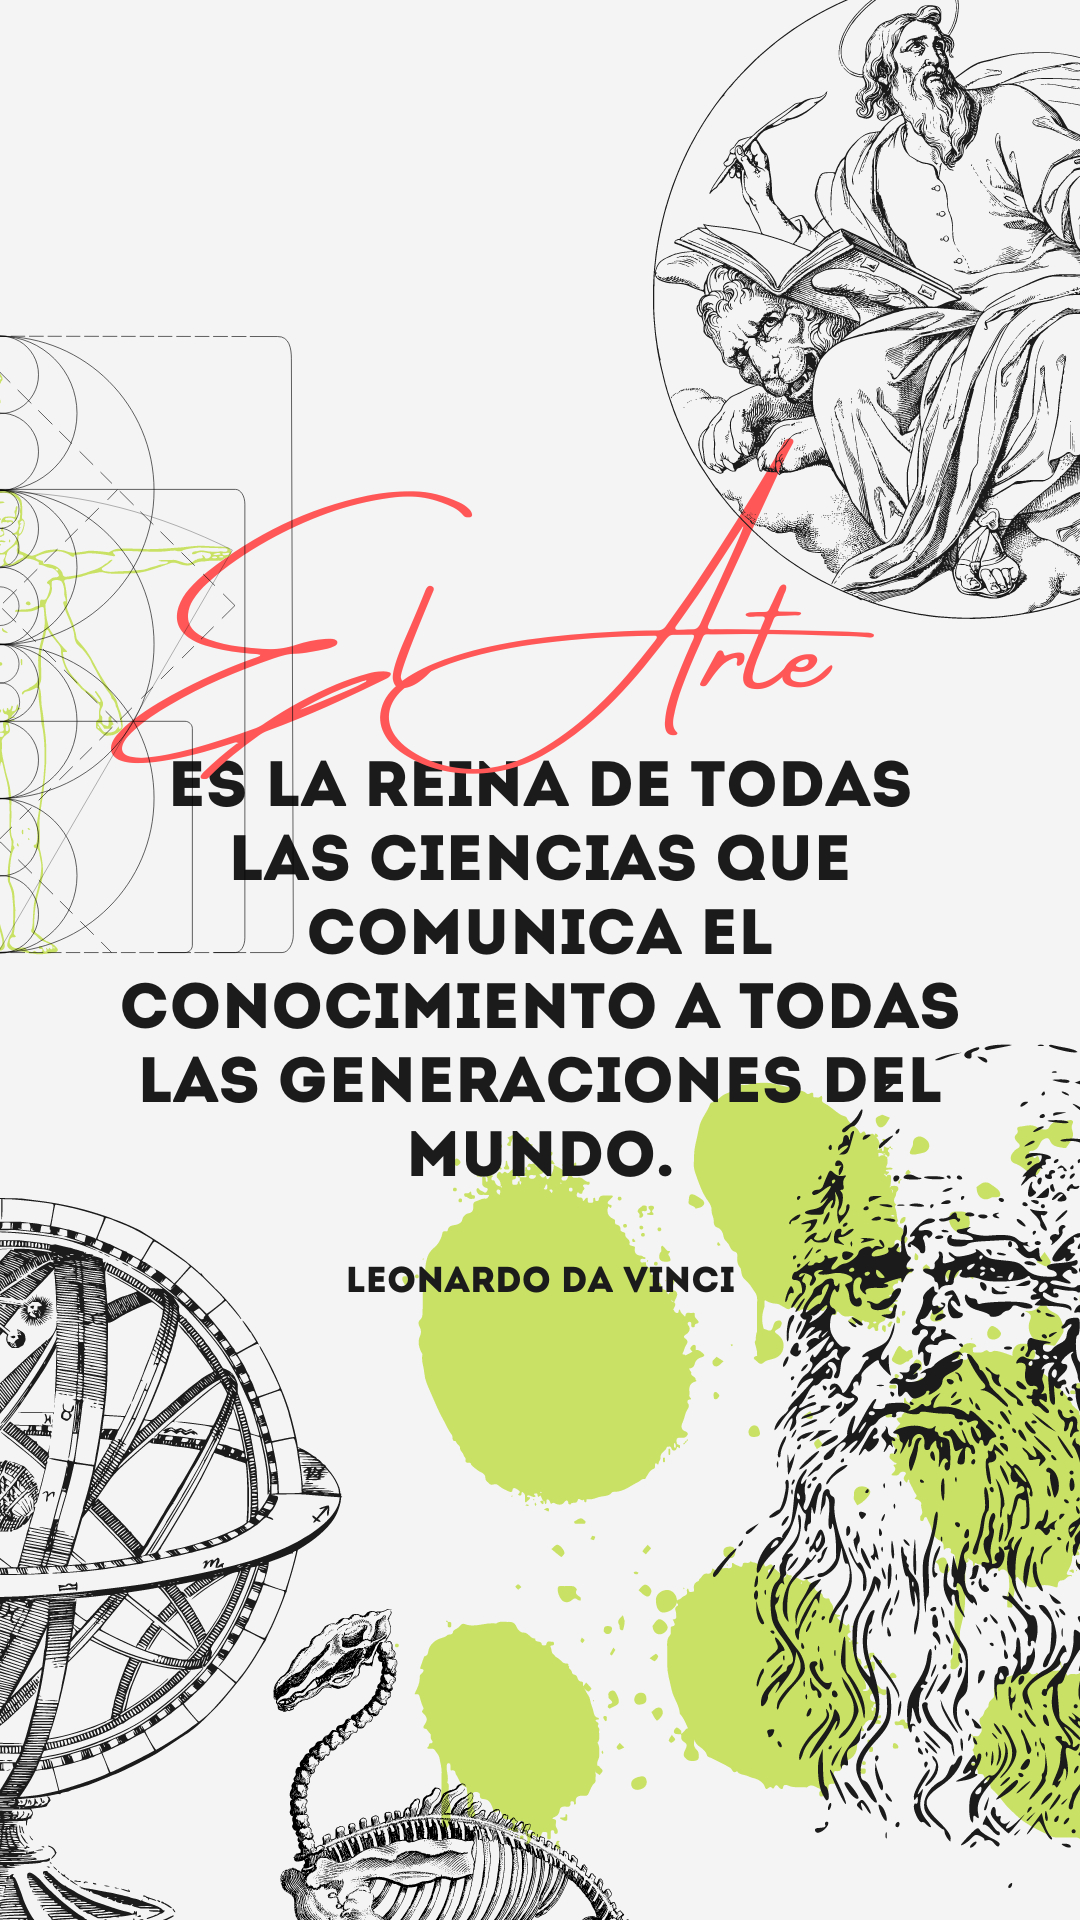 El Arte
ES LA REINA DE TODAS
LAS CIENCIAS QUE
COMUNICA EL
CONOCIMIENTO A TODAS
LAS GENERACIONES DEL
MUNDO.
LEONARDO DA VINCI